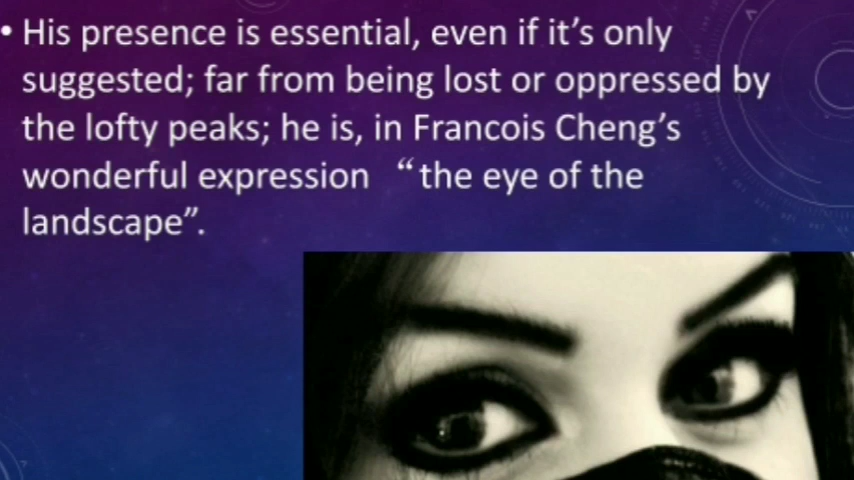 • His presence is essential, even if it’s only
suggested; far from being lost or oppressed by
the lofty peaks; he is, in Francois Cheng’s
wonderful expression “the eye of the
landscape”.